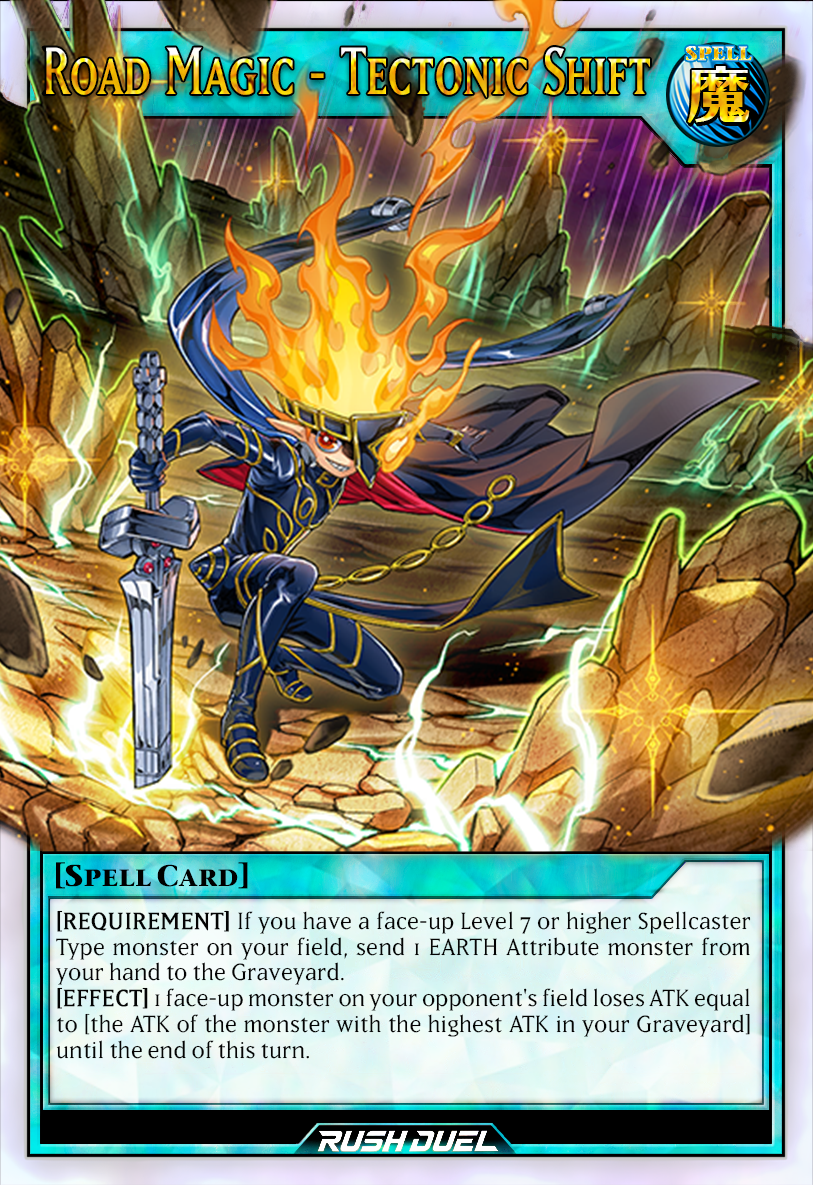 Road Magic - Tectonic Shift
SPELL
魔
[Spell Card]
[REQUIREMENT] If you have a face-up Level 7 or higher Spellcaster
Type monster on your field, send 1 EARTH Attribute monster from
your hand to the Graveyard.
[EFFECT] 1 face-up monster on your opponent's field loses ATK equal
to [the ATK of the monster with the highest ATK in your Graveyard]
until the end of this turn.
RUSH DUEL